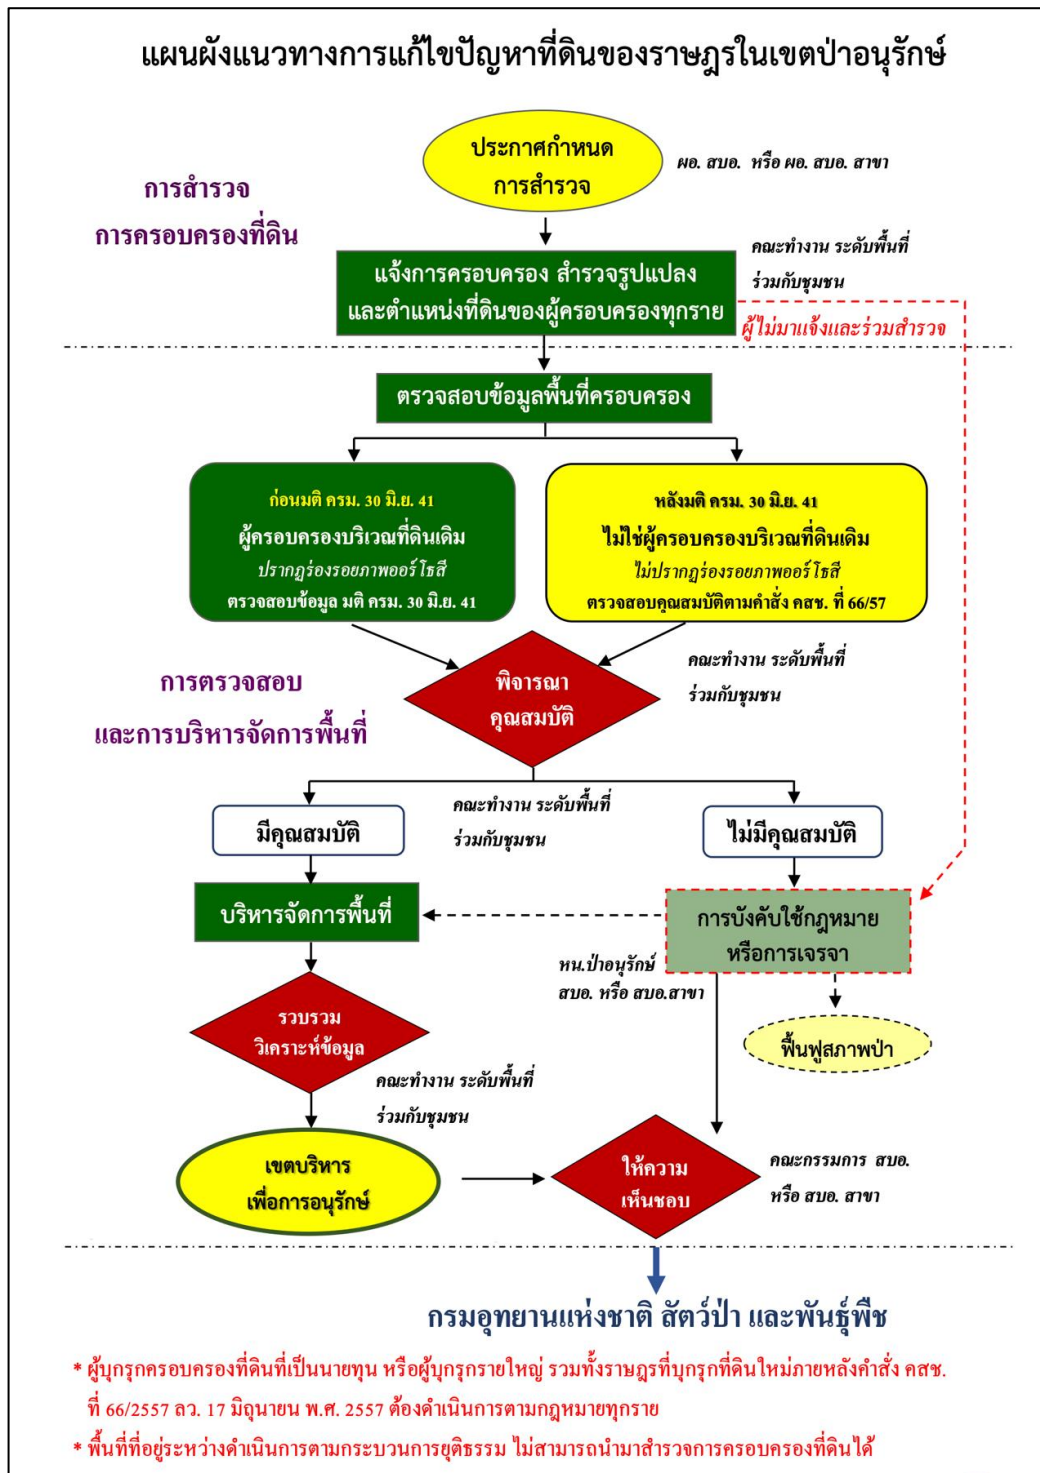 แผนผังแนวทางการแก้ไขปัญหาที่ดินของราษฎรในเขตป่าอนุรักษ์
ประกาศกำหนด
การสำรวจ
ผอ. สบอ. หรือ ผอ. สบอ. สาขา
การสำรวจ
การครอบครองที่ดิน
แจ้งการครอบครอง สำรวจรูปแปลง
และตำแหน่งที่ดินของผู้ครอบครองทุกราย
คณะทำงาน ระดับพื้นที่
ร่วมกับชุมชน
ผู้ไม่มาแจ้งและร่วมสำรวจ
ตรวจสอบข้อมูลพื้นที่ครอบครอง
ก่อนมติ ครม. 30 มิ.ย. 41
ผู้ครอบครองบริเวณที่ดินเดิม
ปรากฏร่องรอยภาพออร์โธสี
ตรวจสอบข้อมูล มติ ครม. 30 มิ.ย. 41
หลังมติ ครม. 30 มิ.ย. 41
ไม่ใช่ผู้ครอบครองบริเวณที่ดินเดิม
ไม่ปรากฏร่องรอยภาพออร์โธสี
ตรวจสอบคุณสมบัติตามคำสั่ง คสช. ที่ 66/57
การตรวจสอบ
และการบริหารจัดการพื้นที่
พิจารณา
คุณสมบัติ
คณะทำงาน ระดับพื้นที่
ร่วมกับชุมชน
มีคุณสมบัติ
คณะทำงาน ระดับพื้นที่
ร่วมกับชุมชน
ไม่มีคุณสมบัติ
บริหารจัดการพื้นที่
การบังคับใช้กฎหมาย
หรือการเจรจา
หน.ป่าอนุรักษ์
สบอ. หรือ สบอ.สาขา
รวบรวม
วิเคราะห์ข้อมูล
ฟื้นฟูสภาพป่า
คณะทำงาน ระดับพื้นที่
ร่วมกับชุมชน
เขตบริหาร
เพื่อการอนุรักษ์
ให้ความ
เห็นชอบ
คณะกรรมการ สบอ.
หรือ สบอ. สาขา
กรมอุทยานแห่งชาติ สัตว์ป่า และพันธุ์พืช
* ผู้บุกรุกครอบครองที่ดินที่เป็นนายทุน หรือผู้บุกรุกรายใหญ่ รวมทั้งราษฎรที่บุกรุกที่ดินใหม่ภายหลังคำสั่ง คสช.
ที่ 66/2557 ลว. 17 มิถุนายน พ.ศ. 2557 ต้องดำเนินการตามกฎหมายทุกราย
* พื้นที่ที่อยู่ระหว่างดำเนินการตามกระบวนการยุติธรรม ไม่สามารถนำมาสำรวจการครอบครองที่ดินได้